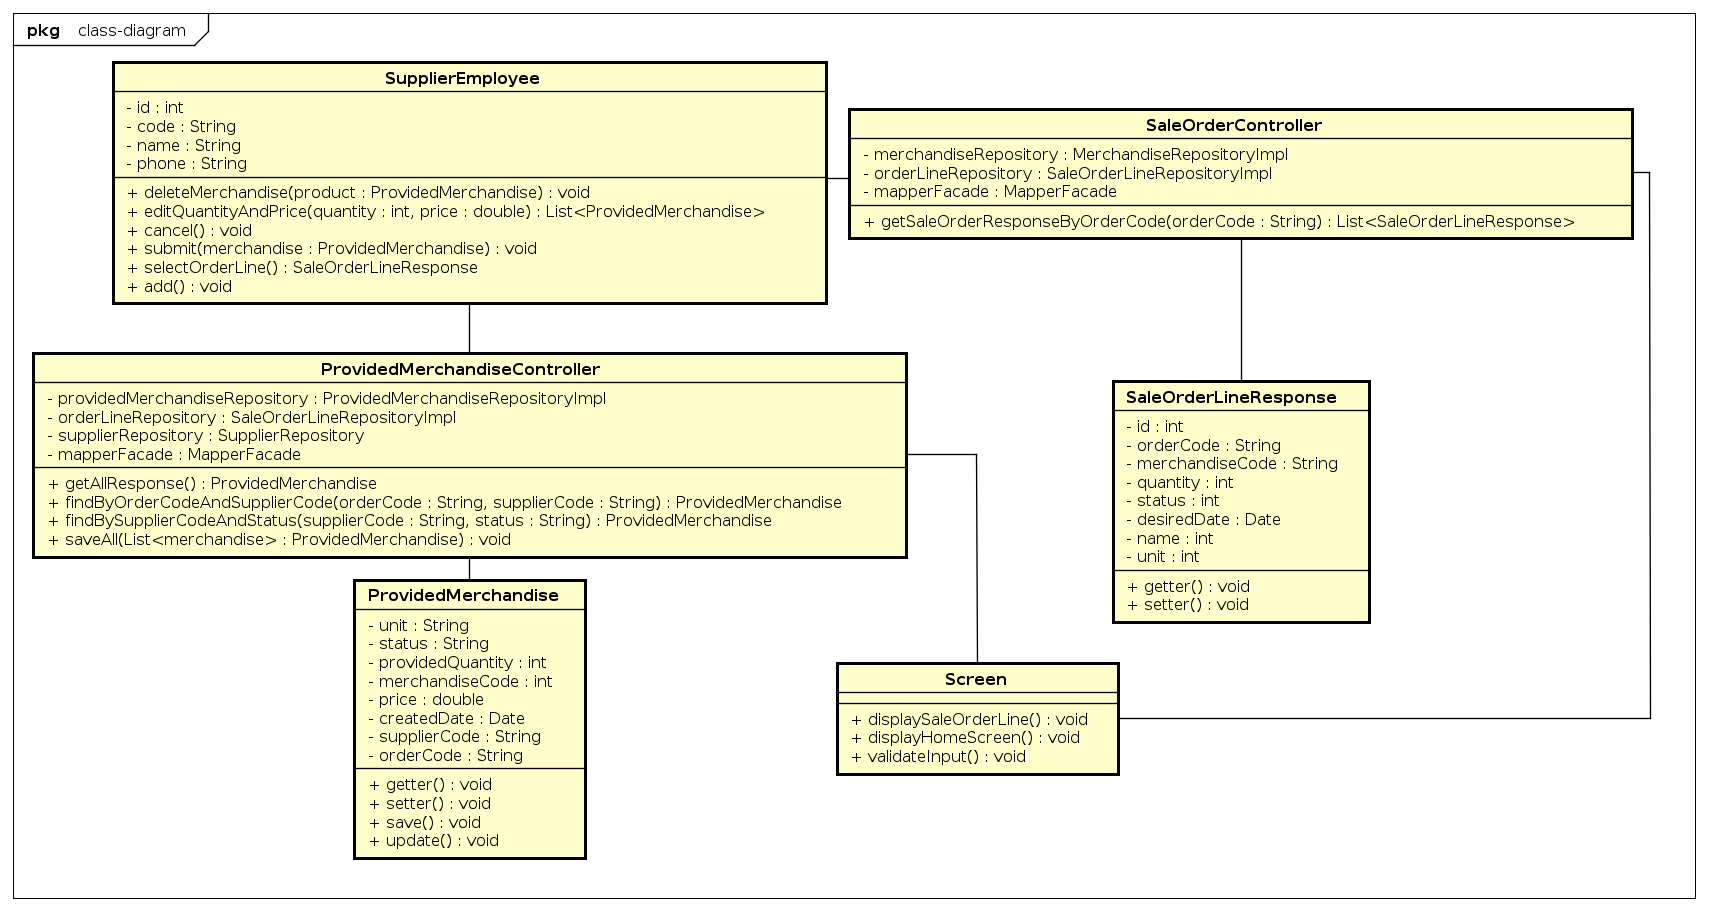 pkg class-diagram
SupplierEmployee
- id : int
- code : String
- name : String
- phone : String
+ deleteMerchandise(product : ProvidedMerchandise) : void
+ editQuantityAndPrice(quantity : int, price : double) : List<ProvidedMerchandise>
+ cancel() : void
+ submit(merchandise : ProvidedMerchandise) : void
+ selectOrderLine() : SaleOrderLineResponse
+ add() : void
SaleOrderController
- merchandiseRepository : MerchandiseRepositoryImpl
- orderLineRepository : SaleOrderLineRepositoryImpl
- mapperFacade : MapperFacade
+ getSaleOrderResponseByOrderCode(orderCode : String) : List<SaleOrderLineResponse>
ProvidedMerchandiseController
- providedMerchandiseRepository : ProvidedMerchandiseRepositoryImpl
- orderLineRepository : SaleOrderLineRepositoryImpl
- supplierRepository : SupplierRepository
- mapperFacade : MapperFacade
+ getAllResponse() : ProvidedMerchandise
+ findByOrderCodeAndSupplierCode(orderCode : String, supplierCode : String) : ProvidedMerchandise
+ findBySupplierCodeAndStatus(supplierCode : String, status : String) : ProvidedMerchandise
+ saveAll(List<merchandise> : ProvidedMerchandise) : void
SaleOrderLineResponse
- id : int
- orderCode : String
- merchandiseCode : String
- quantity : int
- status : int
- desiredDate : Date
- name : int
- unit : int
+ getter() : void
+ setter() : void
ProvidedMerchandise
- unit : String
- status : String
- providedQuantity : int
- merchandiseCode : int
- price : double
- createdDate : Date
- supplierCode : String
- orderCode : String
+ getter() : void
+ setter() : void
+ save() : void
+ update() : void
Screen
+ displaySaleOrderLine() : void
+ displayHomeScreen() : void
+ validateInput() : void